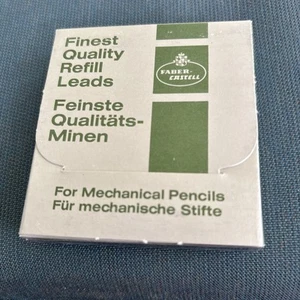 Finest
Quality
Refill
Leads
FABER-
CASTELL
Feinste
Qualitäts-
Minen
For Mechanical Pencils
Für mechanische Stifte